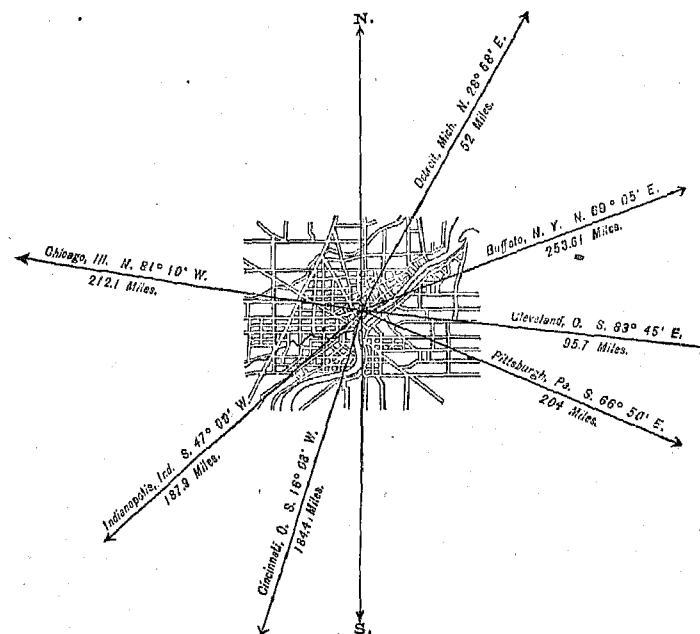 N.
Detroit, Mich. N. 28° 58' E.
52 Miles.
Buffalo, N. Y. N. 69° 05' E.
253.61 Miles.
Chicago, Ill. N. 81° 10' W.
212.1 Miles.
Cleveland, O. S. 83° 45' E.
95.7 Miles.
Pittsburgh, Pa. S. 66° 50' E.
204 Miles.
Indianapolis, Ind. S. 47° 00' W.
187.9 Miles.
Cincinnati, O. S. 16° 03' W.
184.41 Miles.
S.